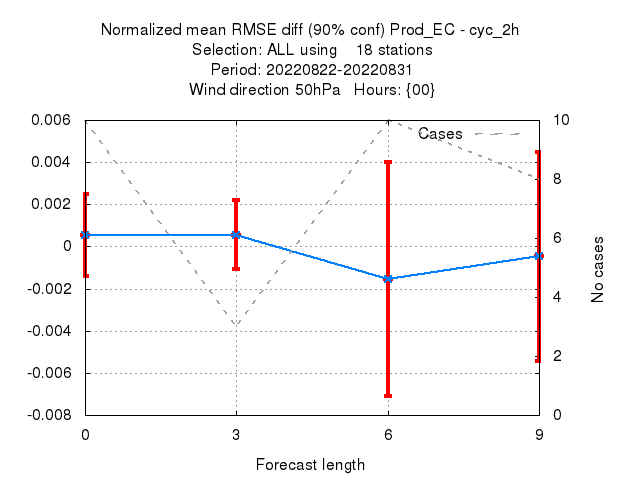 Normalized mean RMSE diff (90% conf) Prod_EC - cyc_2h
Selection: ALL using    18 stations
Period: 20220822-20220831
Wind direction 50hPa   Hours: {00}
Cases
0.006
0.004
0.002
0
-0.002
-0.004
-0.006
-0.008
10
8
6
4
2
0
No cases
0 3 6 9
Forecast length